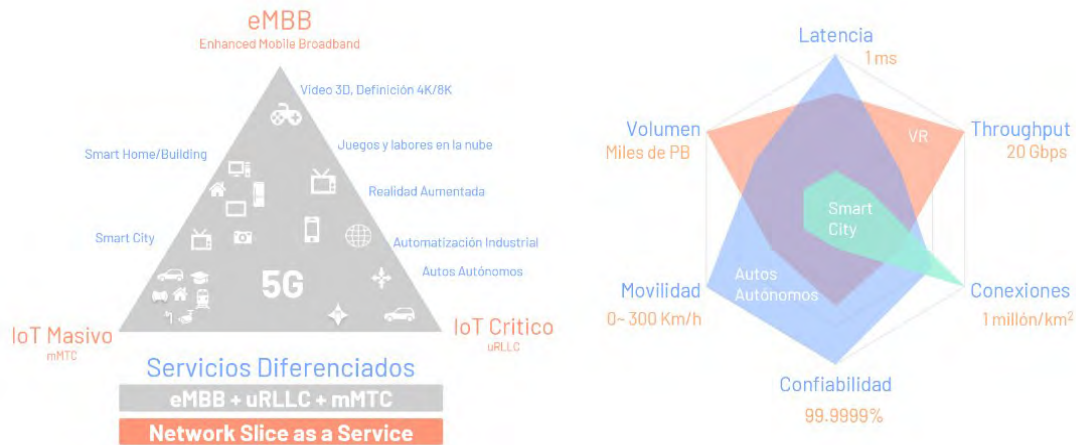 eMBB
Enhanced Mobile Broadband
Video 3D, Definición 4K/8K
Juegos y labores en la nube
Smart Home/Building
Realidad Aumentada
Smart City
Automatización Industrial
Autos Autónomos
5G
IoT Masivo
mMTC
IoT Crítico
uRLLC
Servicios Diferenciados
eMBB + uRLLC + mMTC
Network Slice as a Service
Latencia
1 ms
Volumen
Miles de PB
Throughput
20 Gbps
VR
Smart
City
Autos
Autónomos
Movilidad
0~ 300 Km/h
Conexiones
1 millón/km²
Confiabilidad
99.9999%